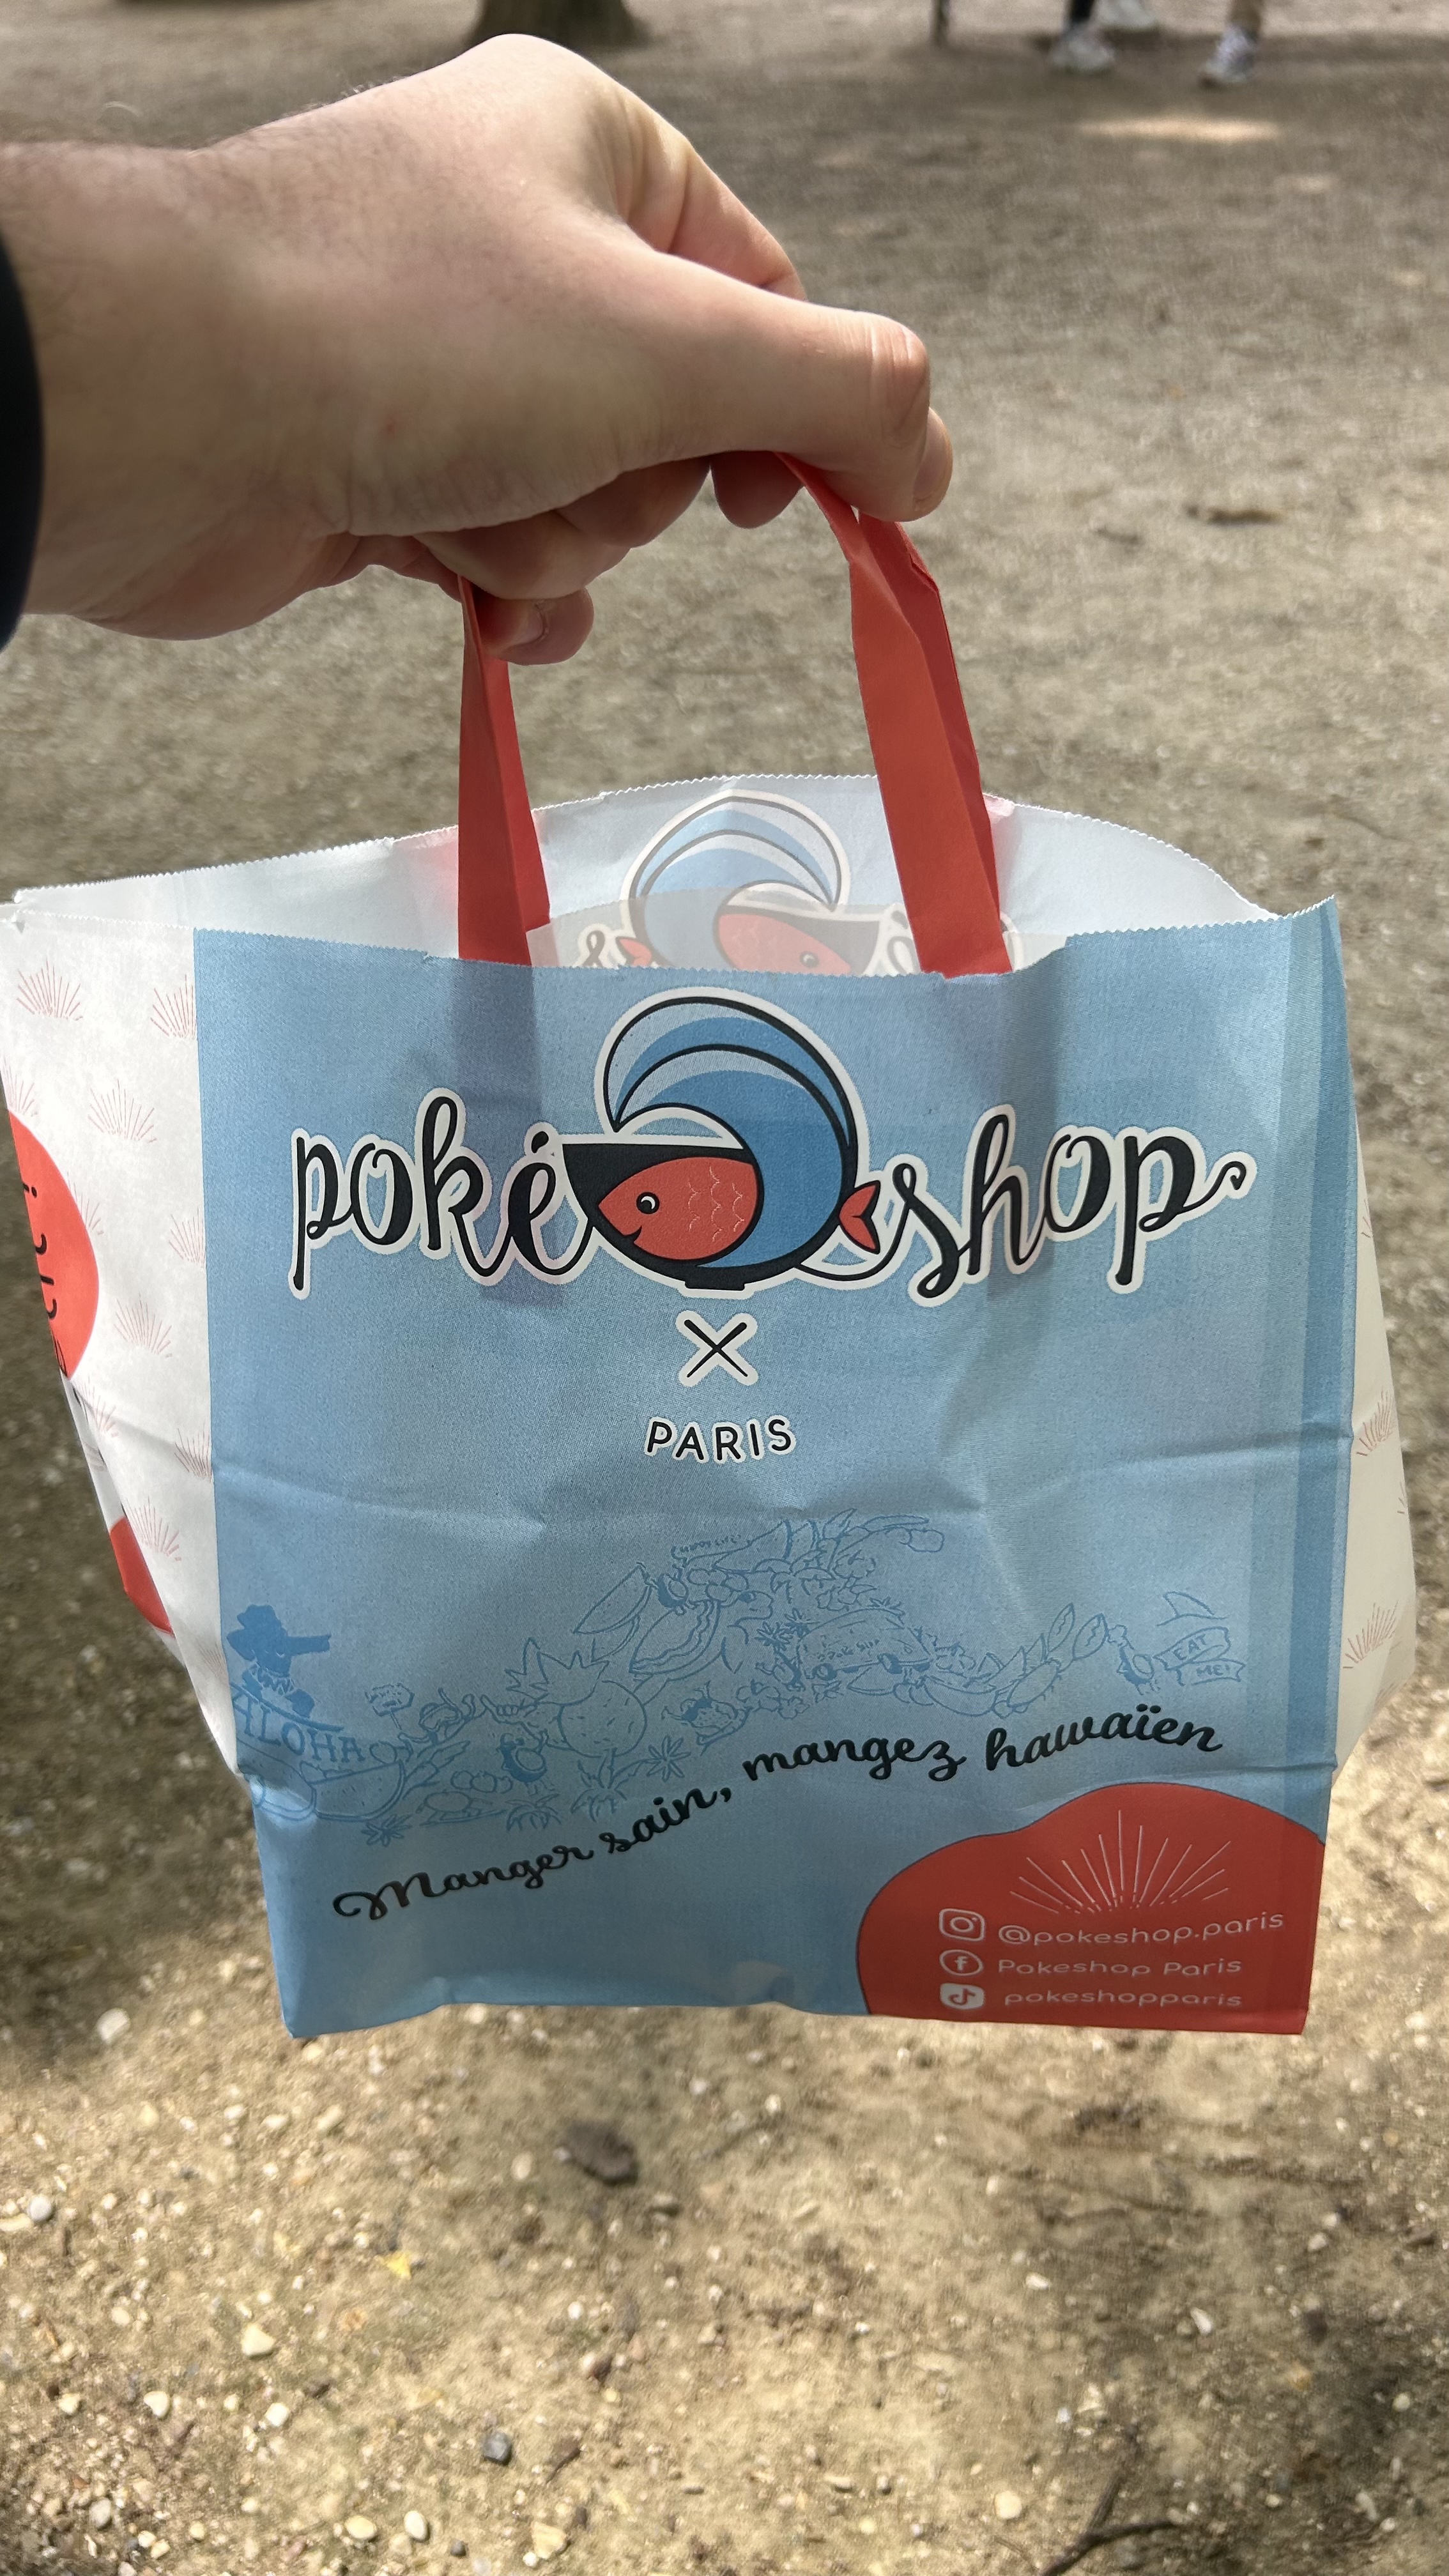 poké shop
PARIS
ALOHA
EAT
ME!
Manger sain, mangez hawaïen
@pokeshop.paris
Pokeshop Paris
pokeshopparis